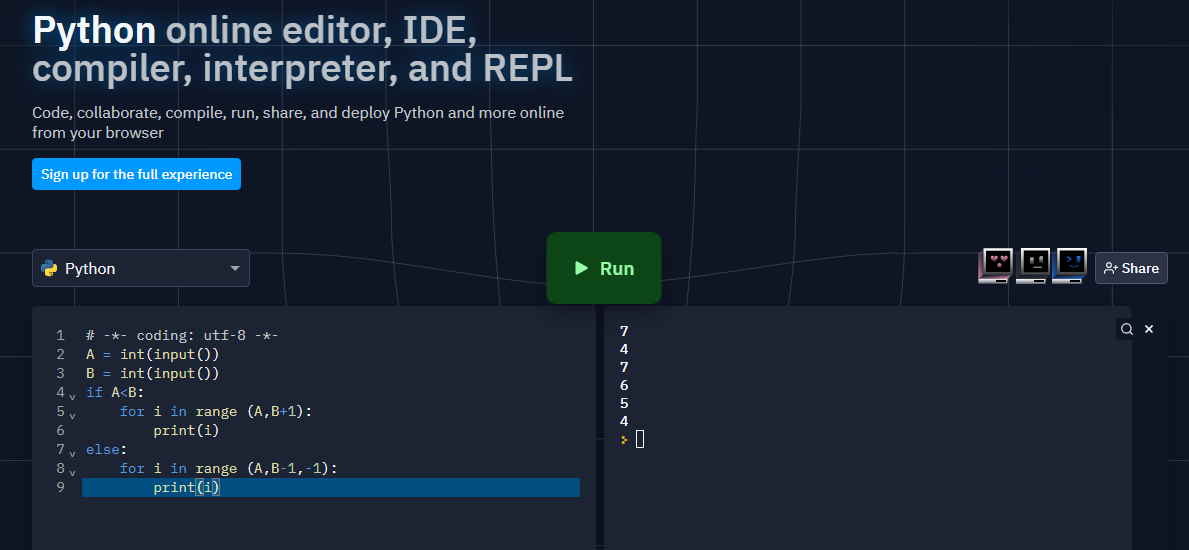 Python online editor, IDE,
compiler, interpreter, and REPL
Code, collaborate, compile, run, share, and deploy Python and more online
from your browser
Sign up for the full experience
Python
Run
Share
1 # -*- coding: utf-8 -*-
2 A = int(input())
3 B = int(input())
4 if A<B:
5     for i in range (A,B+1):
6         print(i)
7 else:
8     for i in range (A,B-1,-1):
9         print(i)
7
4
7
6
5
4